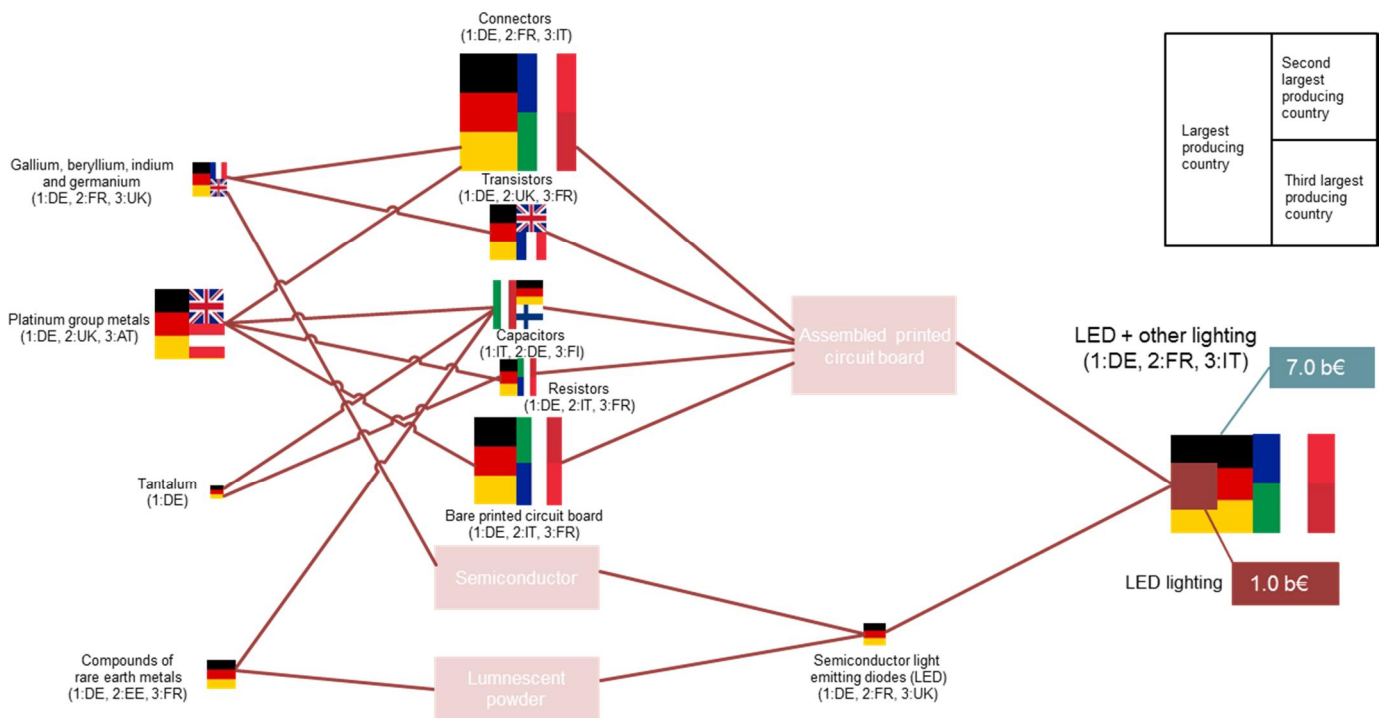 Connectors
(1:DE, 2:FR, 3:IT)
Second
largest
producing
country
Largest
producing
country
Third largest
producing
country
Gallium, beryllium, indium
and germanium
(1:DE, 2:FR, 3:UK)
Transistors
(1:DE, 2:UK, 3:FR)
Platinum group metals
(1:DE, 2:UK, 3:AT)
Capacitors
(1:IT, 2:DE, 3:FI)
Resistors
(1:DE, 2:IT, 3:FR)
Assembled printed
circuit board
LED + other lighting
(1:DE, 2:FR, 3:IT)
7.0 b€
Tantalum
(1:DE)
Bare printed circuit board
(1:DE, 2:IT, 3:FR)
Semiconductor
LED lighting
1.0 b€
Compounds of
rare earth metals
(1:DE, 2:EE, 3:FR)
Lumnescent
powder
Semiconductor light
emitting diodes (LED)
(1:DE, 2:FR, 3:UK)